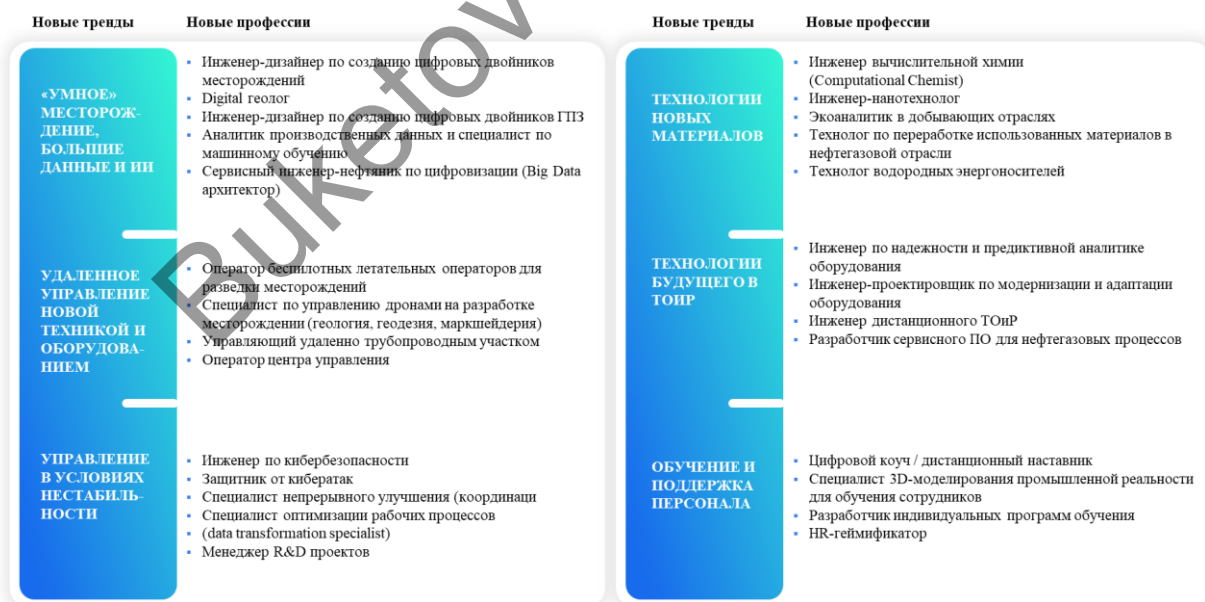 Новые тренды
Новые профессии
«УМНОЕ»
МЕСТОРОЖ-
ДЕНИЕ,
БОЛЬШИЕ
ДАННЫЕ И ИИ
▪ Инженер-дизайнер по созданию цифровых двойников
месторождений
▪ Digital геолог
▪ Инженер-дизайнер по созданию цифровых двойников ГПЗ
▪ Аналитик производственных данных и специалист по
машинному обучению
▪ Сервисный инженер-нефтяник по цифровизации (Big Data
архитектор)
УДАЛЕННОЕ
УПРАВЛЕНИЕ
НОВОЙ
ТЕХНИКОЙ И
ОБОРУДОВА-
НИЕМ
▪ Оператор беспилотных летательных операторов для
разведки месторождений
▪ Специалист по управлению дронами на разработке
месторождении (геология, геодезия, маркшейдерия)
▪ Управляющий удаленно трубопроводным участком
▪ Оператор центра управления
УПРАВЛЕНИЕ
В УСЛОВИЯХ
НЕСТАБИЛЬ-
НОСТИ
▪ Инженер по кибербезопасности
▪ Защитник от кибератак
▪ Специалист непрерывного улучшения (координаци
▪ Специалист оптимизации рабочих процессов
▪ (data transformation specialist)
▪ Менеджер R&D проектов
Новые тренды
Новые профессии
ТЕХНОЛОГИИ
НОВЫХ
МАТЕРИАЛОВ
▪ Инженер вычислительной химии
(Computational Chemist)
▪ Инженер-нанотехнолог
▪ Экоаналитик в добывающих отраслях
▪ Технолог по переработке использованных материалов в
нефтегазовой отрасли
▪ Технолог водородных энергоносителей
ТЕХНОЛОГИИ
БУДУЩЕГО В
ТОИР
▪ Инженер по надежности и предиктивной аналитике
оборудования
▪ Инженер-проектировщик по модернизации и адаптации
оборудования
▪ Инженер дистанционного ТОиР
▪ Разработчик сервисного ПО для нефтегазовых процессов
ОБУЧЕНИЕ И
ПОДДЕРЖКА
ПЕРСОНАЛА
▪ Цифровой коуч / дистанционный наставник
▪ Специалист 3D-моделирования промышленной реальности
для обучения сотрудников
▪ Разработчик индивидуальных программ обучения
▪ HR-геймификатор
Buketov